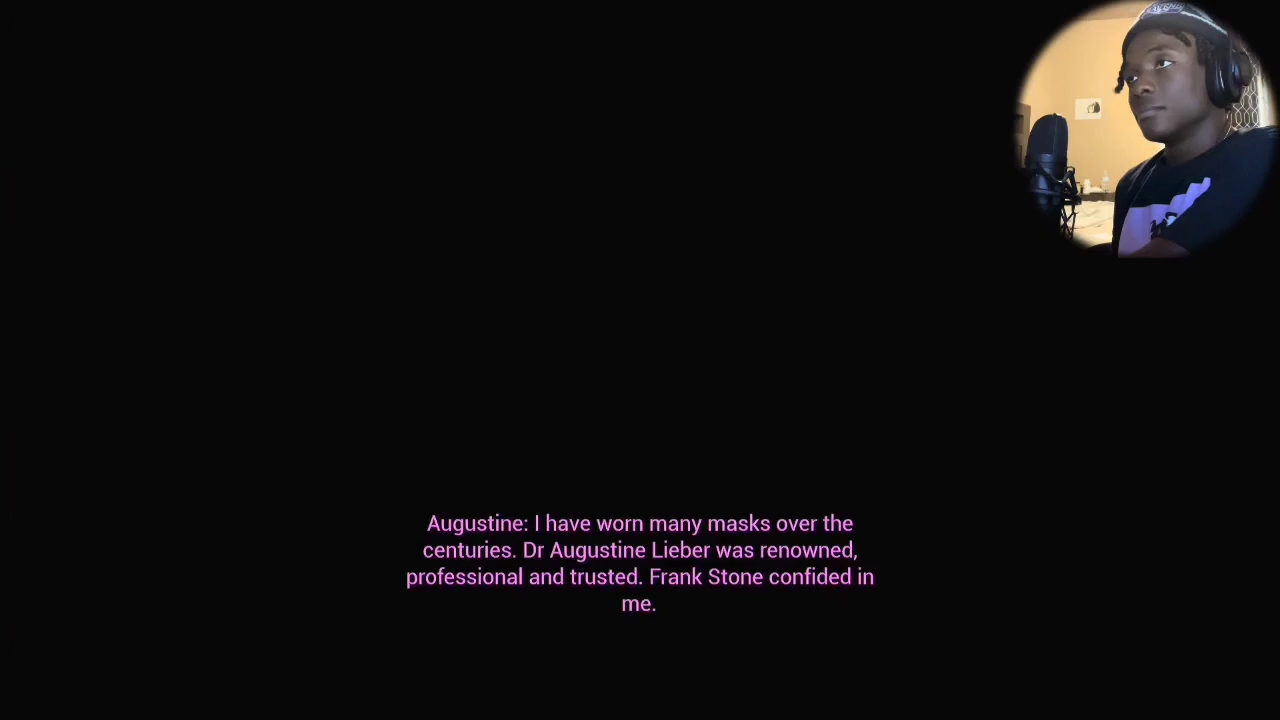 Augustine: I have worn many masks over the
centuries. Dr Augustine Lieber was renowned,
professional and trusted. Frank Stone confided in
me.